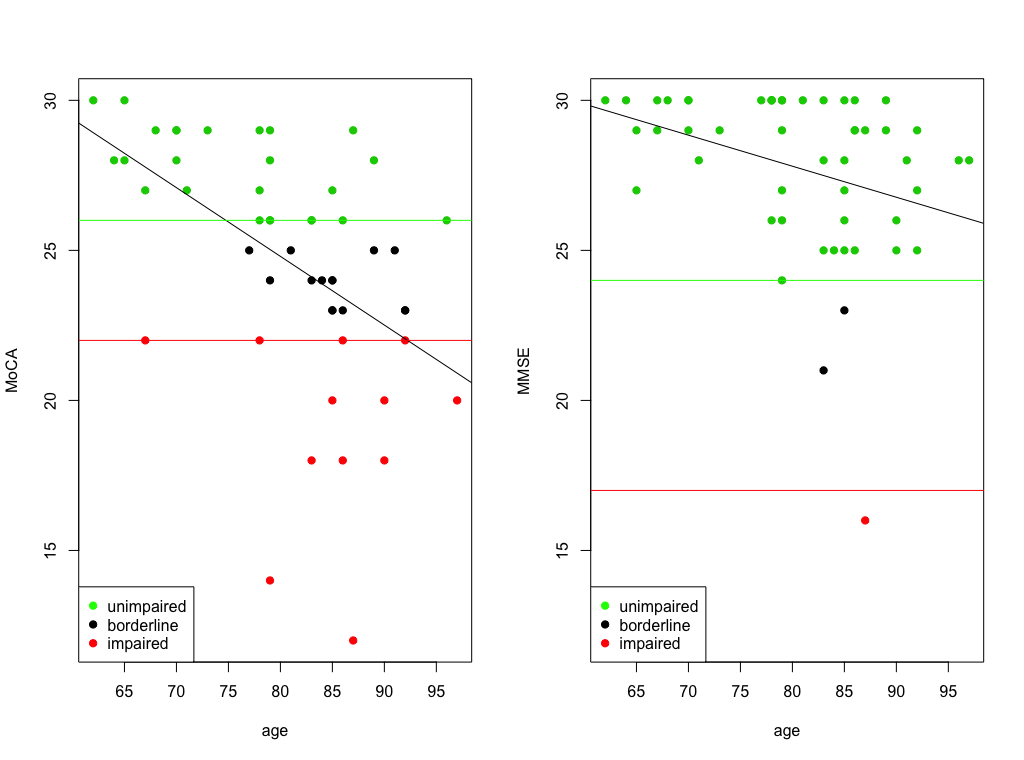 MoCA
30
25
20
15
unimpaired
borderline
impaired
65 70 75 80 85 90 95
age
MMSE
30
25
20
15
unimpaired
borderline
impaired
65 70 75 80 85 90 95
age